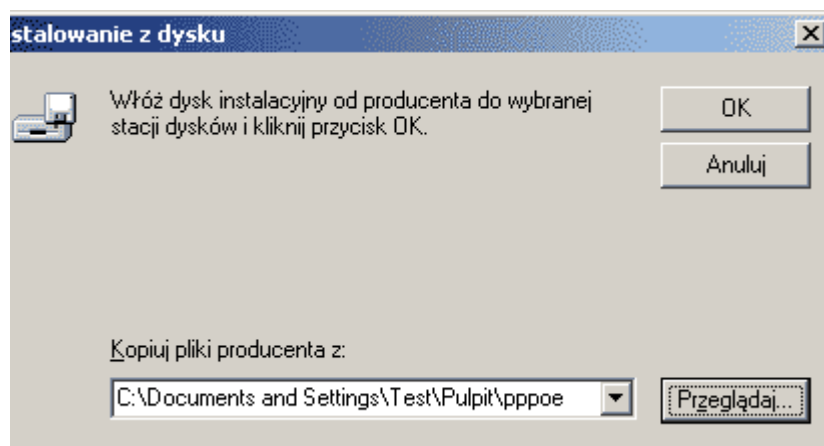 stalowanie z dysku
Włóż dysk instalacyjny od producenta do wybranej
stacji dysków i kliknij przycisk OK.
OK
Anuluj
Kopiuj pliki producenta z:
C:\Documents and Settings\Test\Pulpit\pppoe
Przeglądaj...